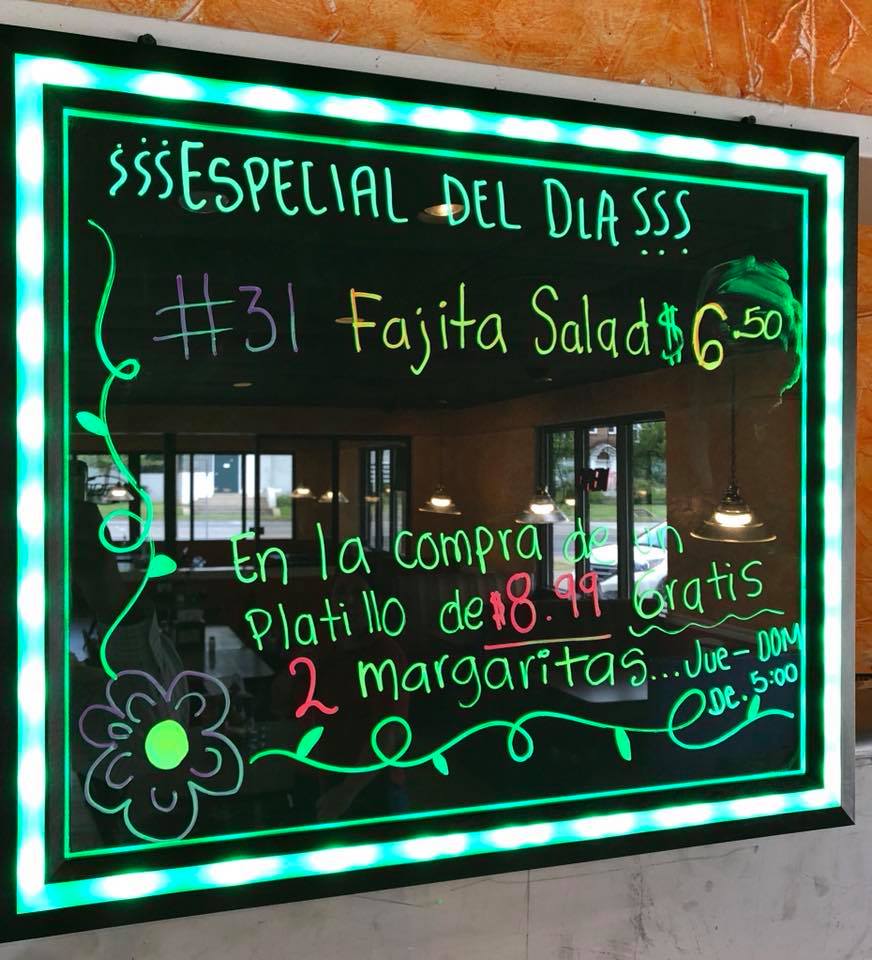 ¡¡¡ESPECIAL DEL DIA!!!
#31 Fajita Salad $6.50
En la compra de un
Platillo de $8.99 Gratis
2 margaritas...Jue-DOM
De. 5:00